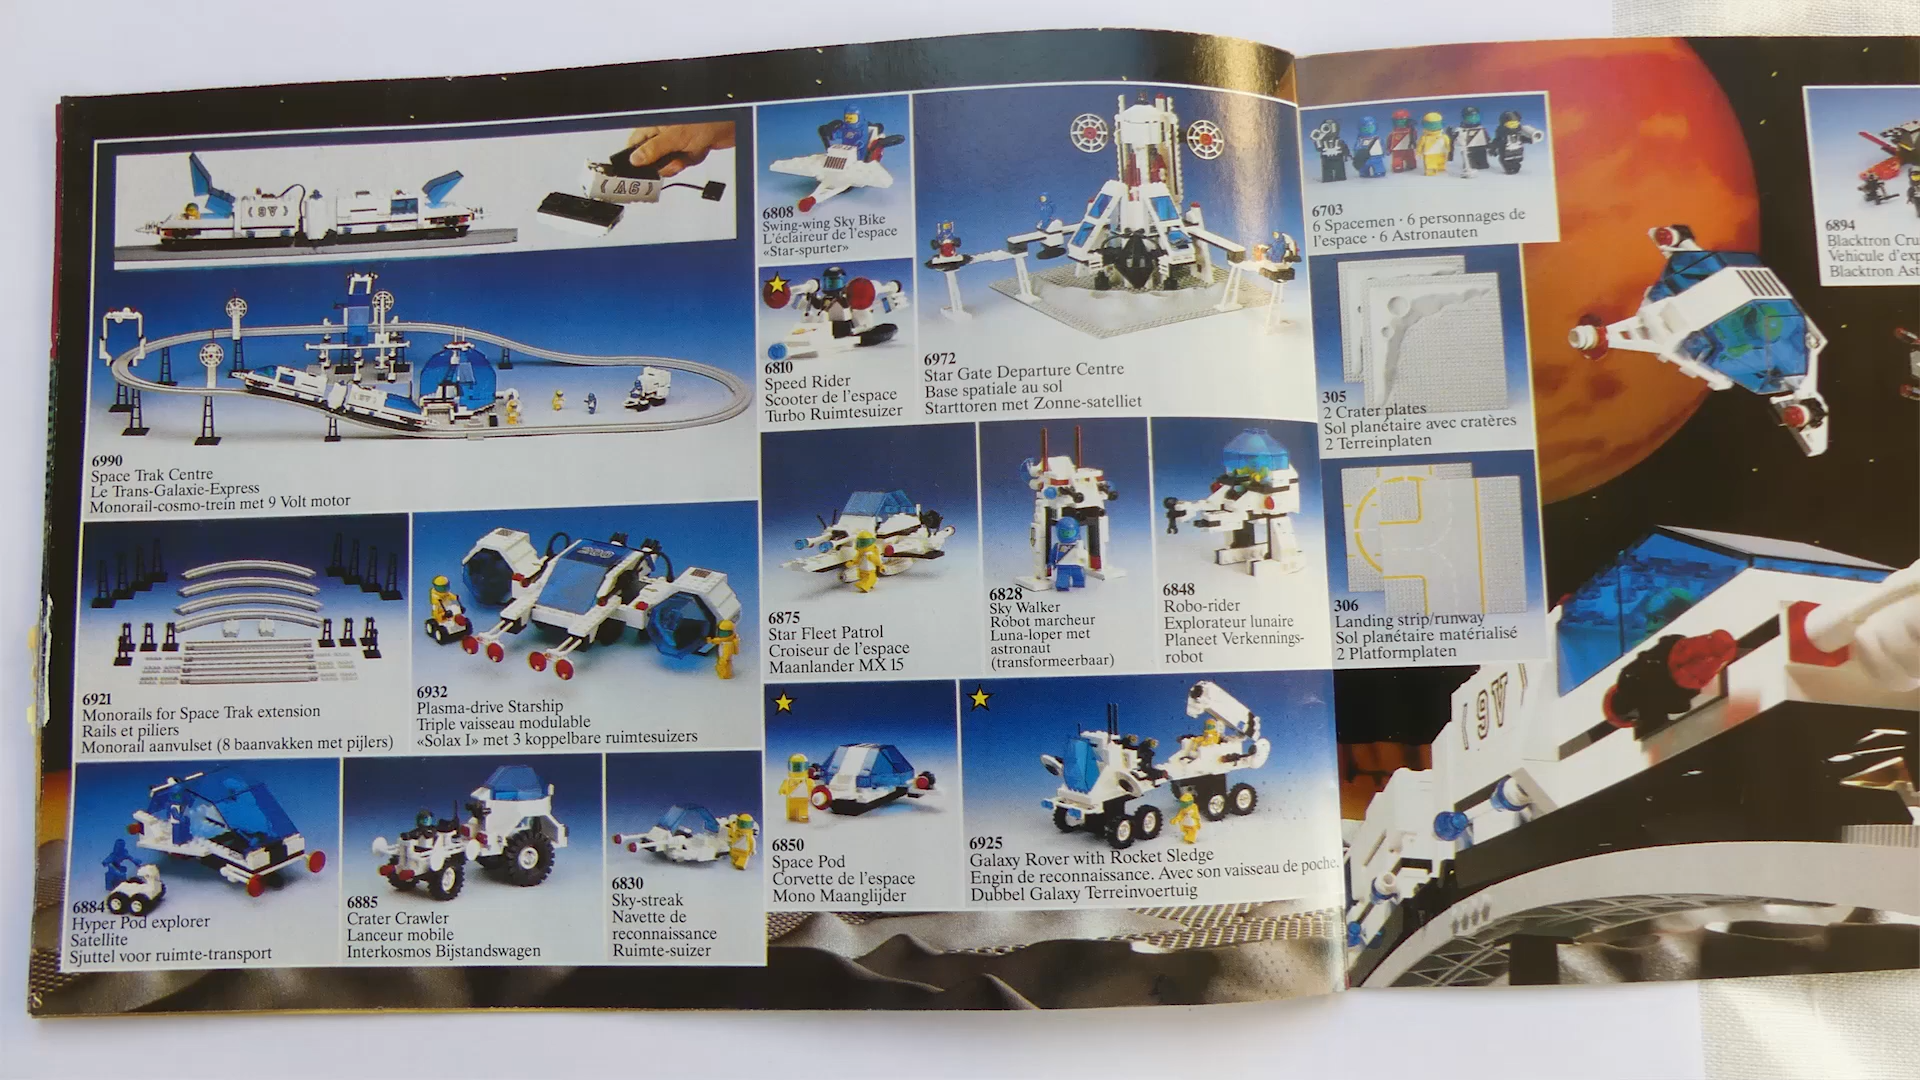 6990
Space Trak Centre
Le Trans-Galaxie-Express
Monorail-cosmo-trein met 9 Volt motor
6921
Monorails for Space Trak extension
Rails et piliers
Monorail aanvulset (8 baanvakken met pijlers)
6932
Plasma-drive Starship
Triple vaisseau modulable
«Solax I» met 3 koppelbare ruimtesuizers
6884
Hyper Pod explorer
Satellite
Sjuttel voor ruimte-transport
6885
Crater Crawler
Lanceur mobile
Interkosmos Bijstandswagen
6830
Sky-streak
Navette de
reconnaissance
Ruimte-suizer
6808
Swing-wing Sky Bike
L'éclaireur de l'espace
«Star-spurter»
6810
Speed Rider
Scooter de l'espace
Turbo Ruimtesuizer
6972
Star Gate Departure Centre
Base spatiale au sol
Starttoren met Zonne-satelliet
6875
Star Fleet Patrol
Croiseur de l'espace
Maanlander MX 15
6828
Sky Walker
Robot marcheur
Luna-loper met
astronaut
(transformeerbaar)
6848
Robo-rider
Explorateur lunaire
Planeet Verkennings-
robot
6850
Space Pod
Corvette de l'espace
Mono Maanglijder
6925
Galaxy Rover with Rocket Sledge
Engin de reconnaissance. Avec son vaisseau de poche.
Dubbel Galaxy Terreinvoertuig
6703
6 Spacemen · 6 personnages de
l'espace · 6 Astronauten
305
2 Crater plates
Sol planétaire avec cratères
2 Terreinplaten
306
Landing strip/runway
Sol planétaire matérialisé
2 Platformplaten
6894
Blacktron Cru
Vehicule d'exp
Blacktron Ast
9V
9V
9V
8